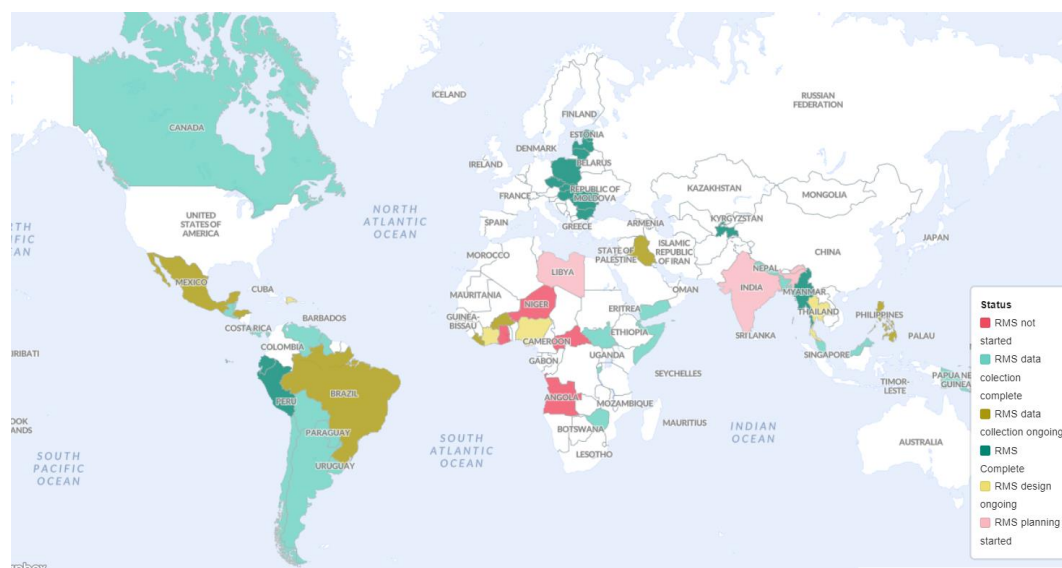 RUSSIAN
FEDERATION
ICELAND
FINLAND
CANADA
ESTONIA
DENMARK
IRELAND
BELARUS
REPUBLIC OF
MOLDOVA
FRANCE
KAZAKHSTAN
MONGOLIA
UNITED
STATES OF
AMERICA
NORTH
ATLANTIC
OCEAN
SPAIN
GREECE
ARMENIA
KYRGYZSTAN
JAPAN
CHINA
MOROCCO
STATE OF
PALESTINE
ISLAMIC
REPUBLIC
OF IRAN
LIBYA
NEPAL
MEXICO
CUBA
MAURITANIA
NIGER
OMAN
INDIA
MYANMAR
GUINEA-
BISSAU
ERITREA
THAILAND
PHILIPPINES
COSTA RICA
BARBADOS
CAMEROON
ETHIOPIA
SRI LANKA
PALAU
COLOMBIA
GABON
UGANDA
SINGAPORE
SEYCHELLES
PERU
BRAZIL
ANGOLA
TIMOR-
LESTE
PAPUA NE
GUINEA
MOZAMBIQUE
MAURITIUS
PARAGUAY
BOTSWANA
INDIAN
OCEAN
AUSTRALIA
SOUTH
PACIFIC
OCEAN
URUGUAY
SOUTH
ATLANTIC
OCEAN
LESOTHO
Status
RMS not
started
RMS data
colection
complete
RMS data
collection ongoing
RMS
Complete
RMS design
ongoing
RMS planning
started